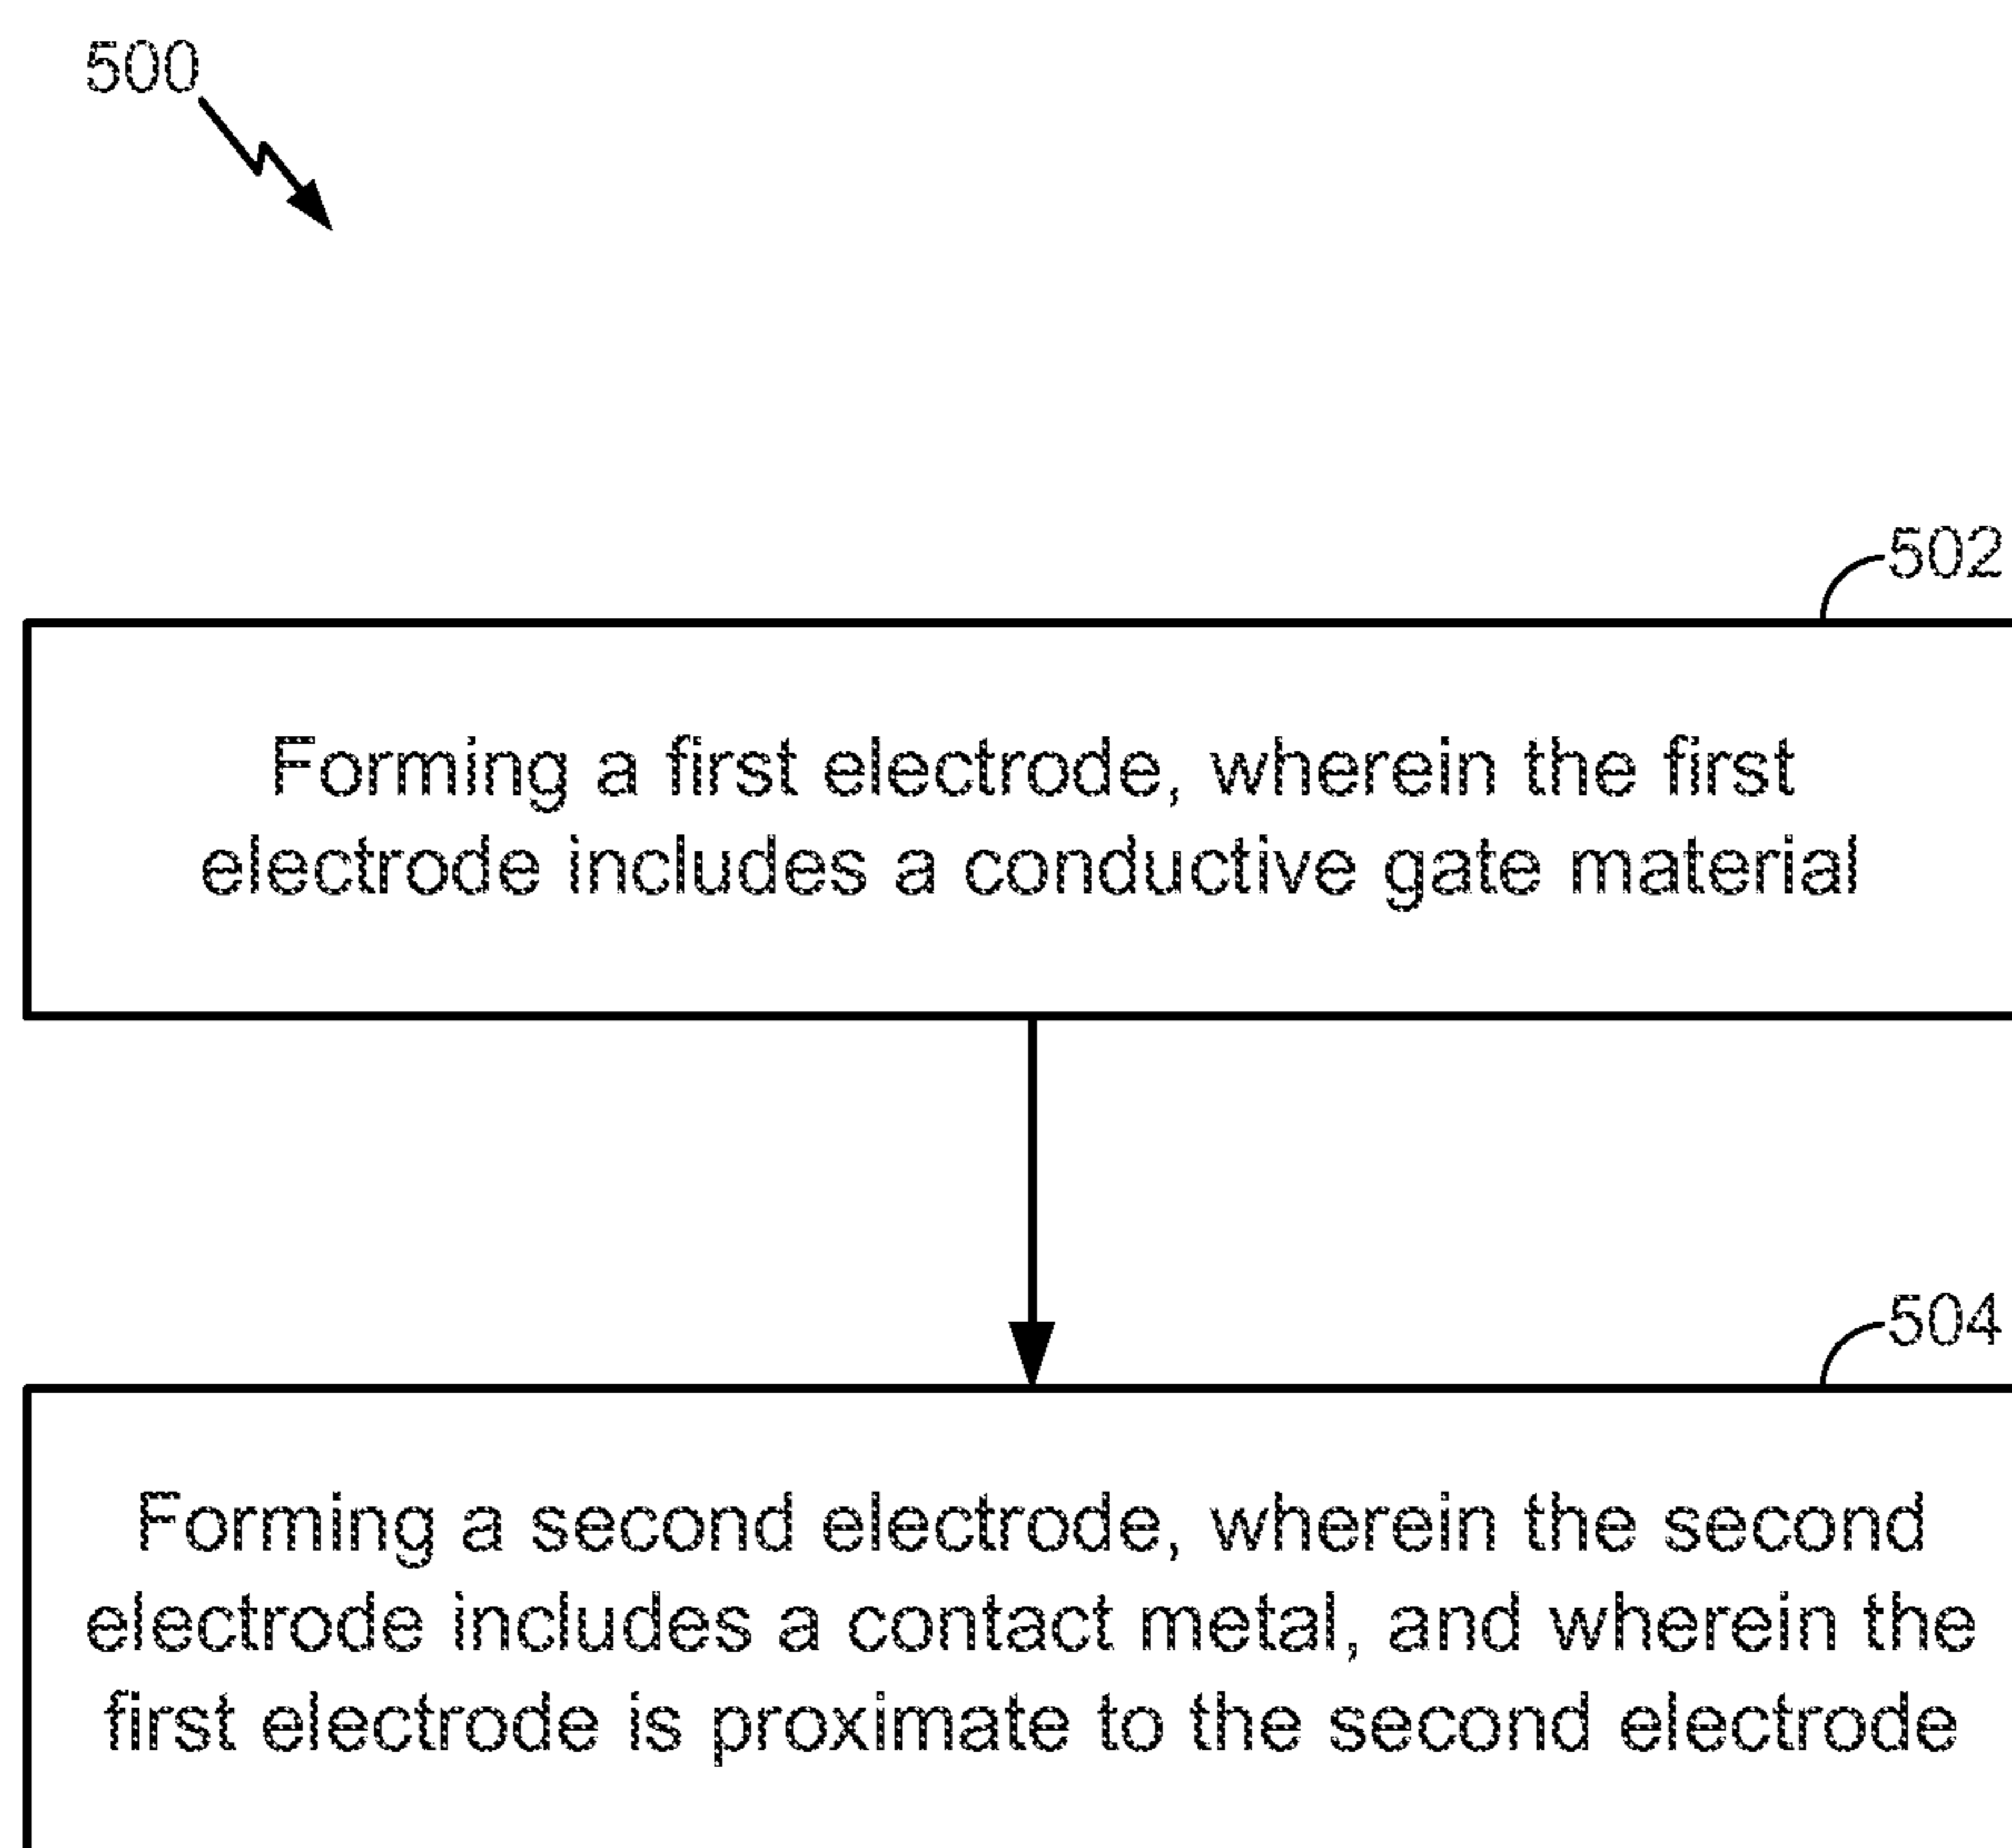 500
502
Forming a first electrode, wherein the first
electrode includes a conductive gate material
504
Forming a second electrode, wherein the second
electrode includes a contact metal, and wherein the
first electrode is proximate to the second electrode